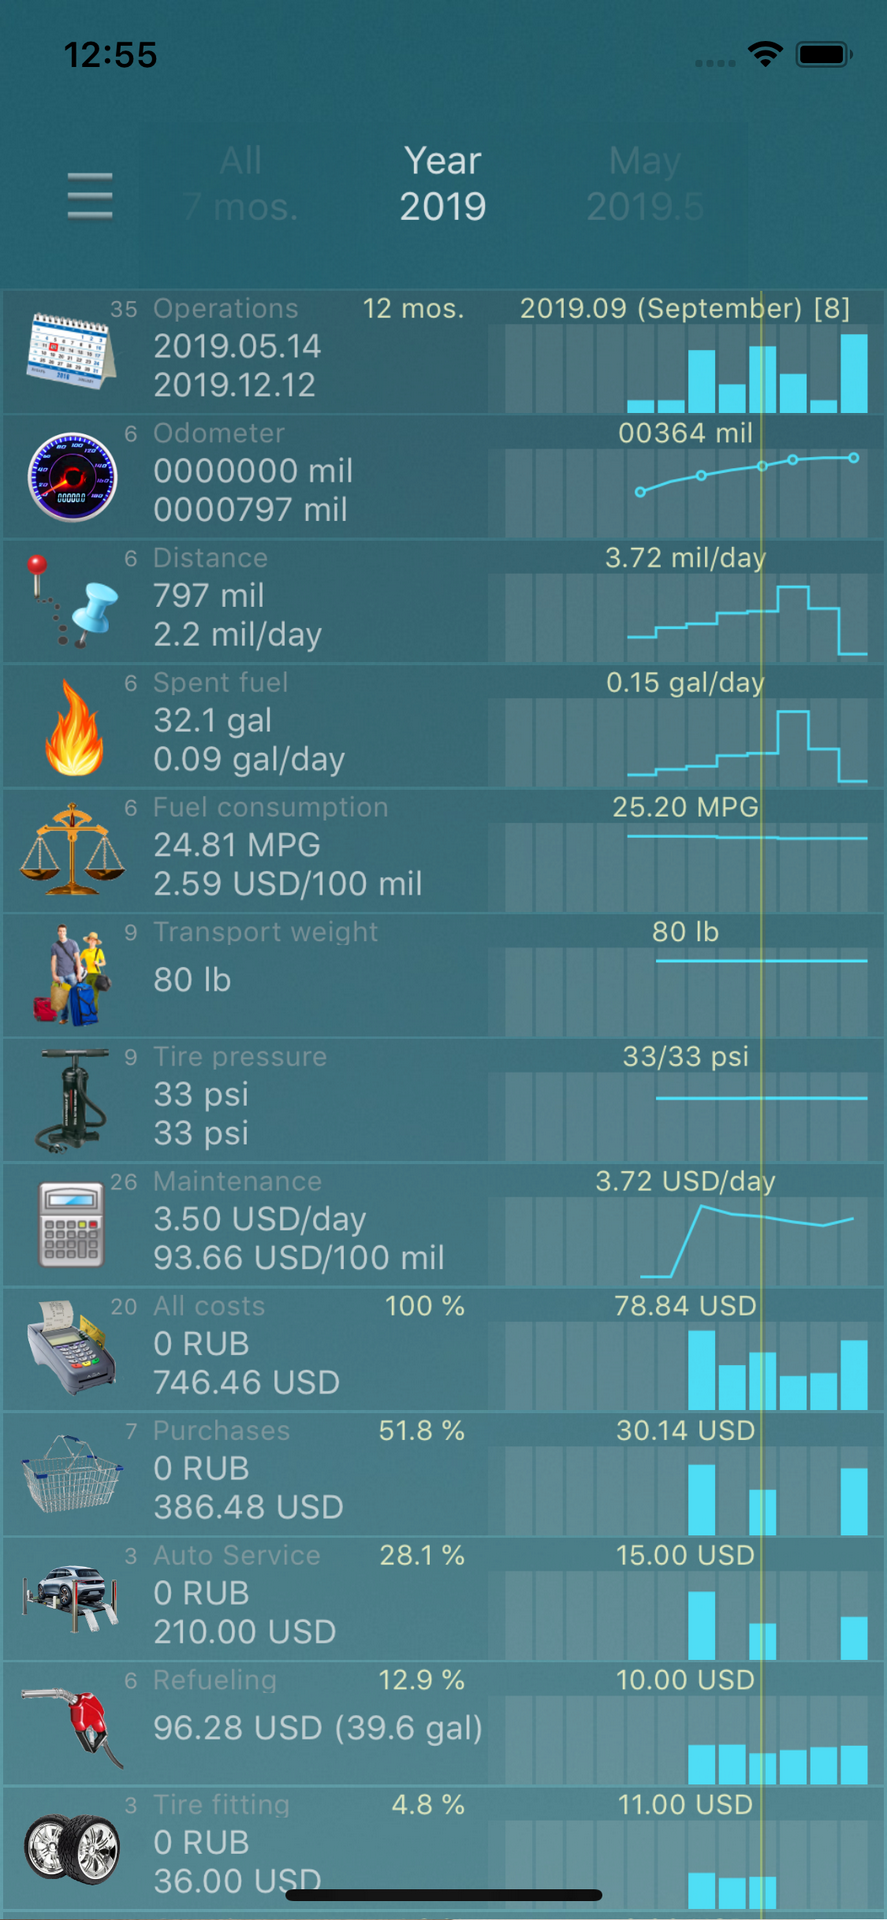 12:55
All
Year
May
7 mos.
2019
2019.5
35 Operations 12 mos. 2019.09 (September) [8]
2019.05.14
2019.12.12
6 Odometer 00364 mil
0000000 mil
0000797 mil
6 Distance 3.72 mil/day
797 mil
2.2 mil/day
6 Spent fuel 0.15 gal/day
32.1 gal
0.09 gal/day
6 Fuel consumption 25.20 MPG
24.81 MPG
2.59 USD/100 mil
9 Transport weight 80 lb
80 lb
9 Tire pressure 33/33 psi
33 psi
33 psi
26 Maintenance 3.72 USD/day
3.50 USD/day
93.66 USD/100 mil
20 All costs 100 % 78.84 USD
0 RUB
746.46 USD
7 Purchases 51.8 % 30.14 USD
0 RUB
386.48 USD
3 Auto Service 28.1 % 15.00 USD
0 RUB
210.00 USD
6 Refueling 12.9 % 10.00 USD
96.28 USD (39.6 gal)
3 Tire fitting 4.8 % 11.00 USD
0 RUB
36.00 USD